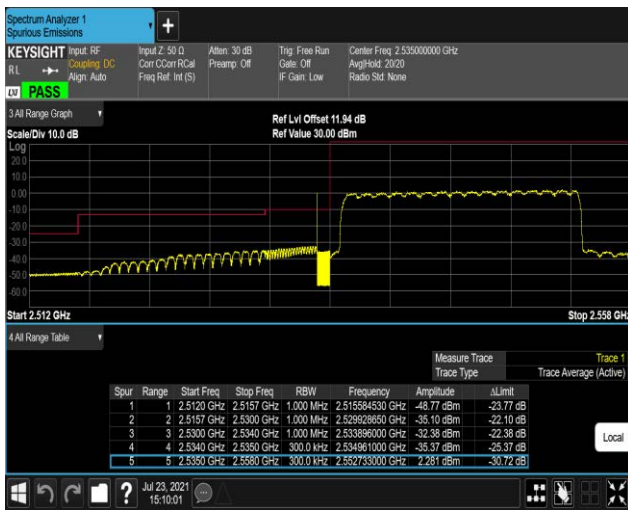 Spectrum Analyzer 1
Spurious Emissions
+
KEYSIGHT Input: RF Input Z: 50 Ω Atten: 30 dB Trig: Free Run Center Freq: 2.535000000 GHz
RL Coupling: DC Corr CCorr RCal Preamp: Off Gate: Off Avg|Hold: 20/20
Align: Auto Freq Ref: Int (S) IF Gain: Low Radio Std: None
LXI PASS
3 All Range Graph
Ref Lvl Offset 11.94 dB
Scale/Div 10.0 dB Ref Value 30.00 dBm
Log
20.0
10.0
0.00
-10.0
-20.0
-30.0
-40.0
-50.0
-60.0
Start 2.512 GHz Stop 2.558 GHz
4 All Range Table
Measure Trace Trace 1
Trace Type Trace Average (Active)
Spur Range Start Freq Stop Freq RBW Frequency Amplitude ΔLimit
1 1 2.5120 GHz 2.5157 GHz 1.000 MHz 2.515584530 GHz -48.77 dBm -23.77 dB
2 2 2.5157 GHz 2.5300 GHz 1.000 MHz 2.529928650 GHz -35.10 dBm -22.10 dB
3 3 2.5300 GHz 2.5340 GHz 1.000 MHz 2.533896000 GHz -32.38 dBm -22.38 dB
4 4 2.5340 GHz 2.5350 GHz 300.0 kHz 2.534961000 GHz -35.37 dBm -25.37 dB
5 5 2.5350 GHz 2.5580 GHz 300.0 kHz 2.552733000 GHz 2.281 dBm -30.72 dB
Local
?
Jul 23, 2021
15:10:01